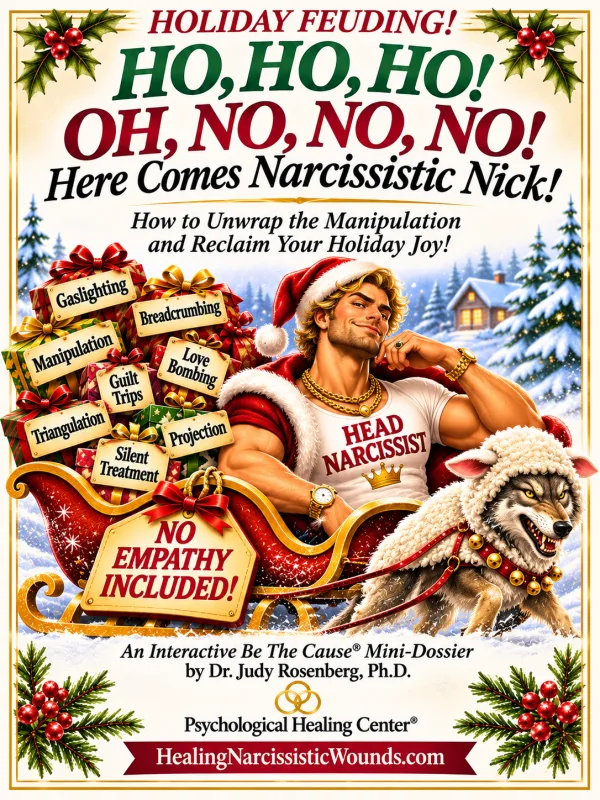 HOLIDAY FEUDING!
HO, HO, HO!
OH, NO, NO, NO!
Here Comes Narcissistic Nick!
How to Unwrap the Manipulation
and Reclaim Your Holiday Joy!
Gaslighting
Breadcrumbing
Manipulation
Love
Bombing
Guilt
Trips
Triangulation
Projection
Silent
Treatment
HEAD
NARCISSIST
NO
EMPATHY
INCLUDED!
An Interactive Be The Cause® Mini-Dossier
by Dr. Judy Rosenberg, Ph.D.
Psychological Healing Center®
HealingNarcissisticWounds.com